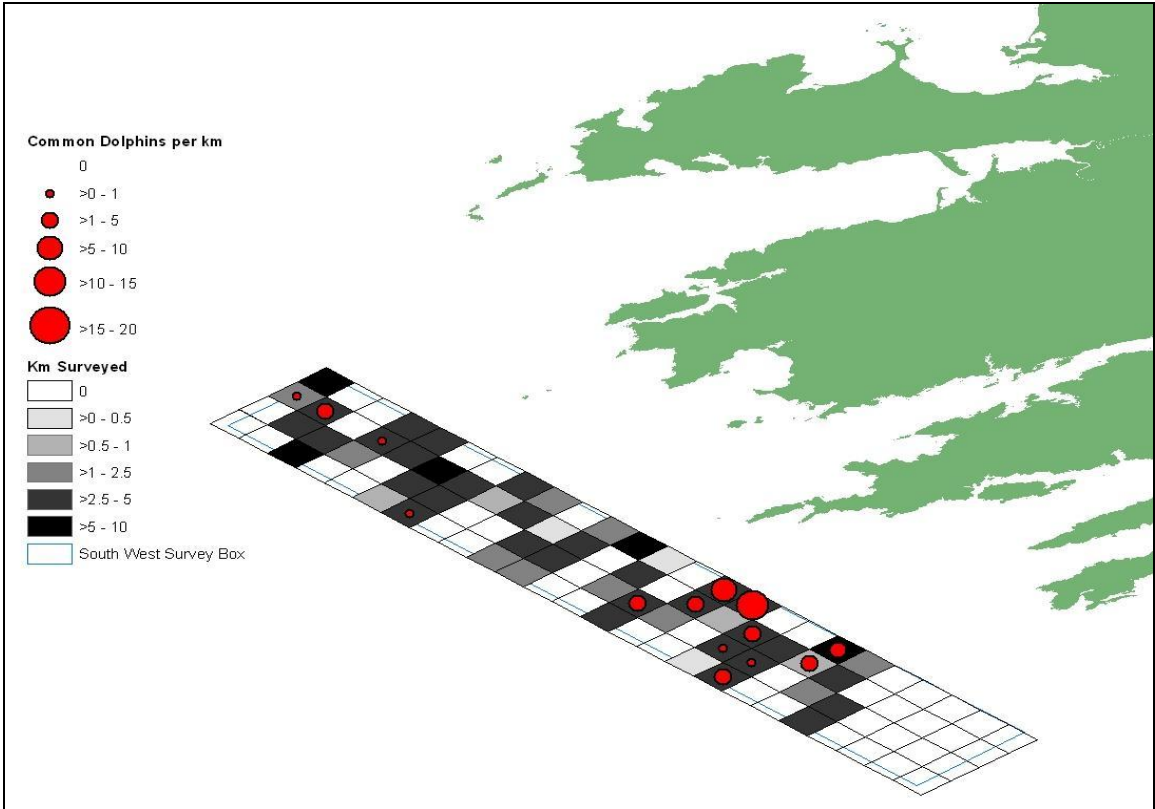 Common Dolphins per km
0
>0 - 1
>1 - 5
>5 - 10
>10 - 15
>15 - 20
Km Surveyed
0
>0 - 0.5
>0.5 - 1
>1 - 2.5
>2.5 - 5
>5 - 10
South West Survey Box